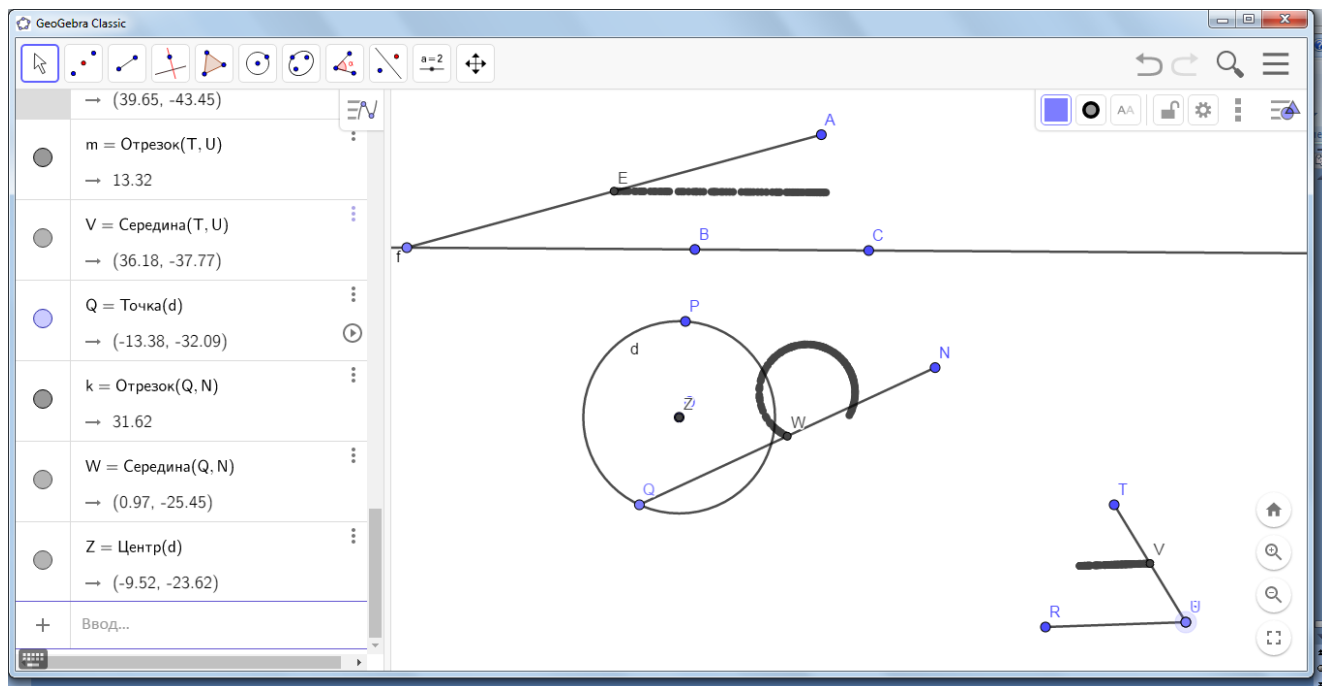 GeoGebra Classic
a=2
→ (39.65, -43.45)
m = Отрезок(T, U)
→ 13.32
V = Середина(T, U)
→ (36.18, -37.77)
Q = Точка(d)
→ (-13.38, -32.09)
k = Отрезок(Q, N)
→ 31.62
W = Середина(Q, N)
→ (0.97, -25.45)
Z = Центр(d)
→ (-9.52, -23.62)
Ввод...
AA
A
E
B
C
f
P
d
N
Z
W
Q
T
V
R
U